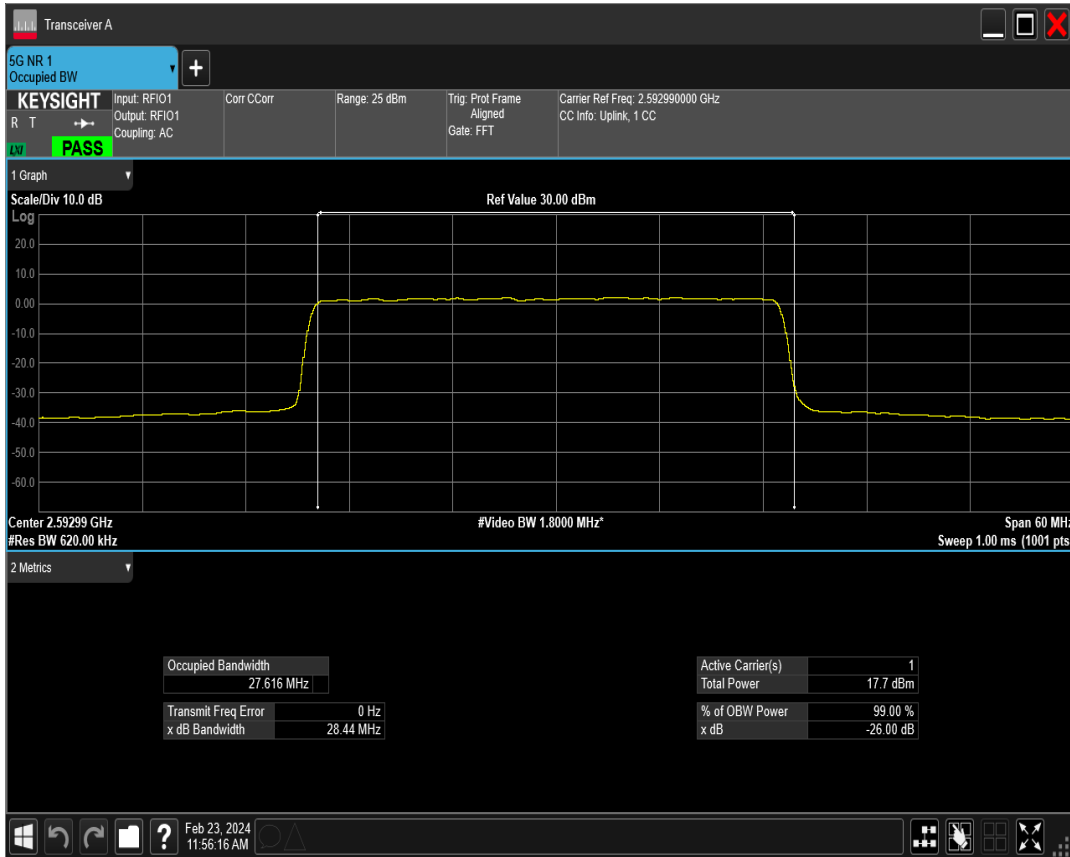 Transceiver A
5G NR 1
Occupied BW
+
KEYSIGHT
R T
LXI
PASS
Input: RFIO1
Output: RFIO1
Coupling: AC
Corr CCorr
Range: 25 dBm
Trig: Prot Frame
Aligned
Gate: FFT
Carrier Ref Freq: 2.592990000 GHz
CC Info: Uplink, 1 CC
1 Graph
Scale/Div 10.0 dB
Ref Value 30.00 dBm
Log
20.0
10.0
0.00
-10.0
-20.0
-30.0
-40.0
-50.0
-60.0
Center 2.59299 GHz
#Video BW 1.8000 MHz*
Span 60 MHz
#Res BW 620.00 kHz
Sweep 1.00 ms (1001 pts
2 Metrics
Occupied Bandwidth
27.616 MHz
Transmit Freq Error 0 Hz
x dB Bandwidth 28.44 MHz
Active Carrier(s) 1
Total Power 17.7 dBm
% of OBW Power 99.00 %
x dB -26.00 dB
?
Feb 23, 2024
11:56:16 AM